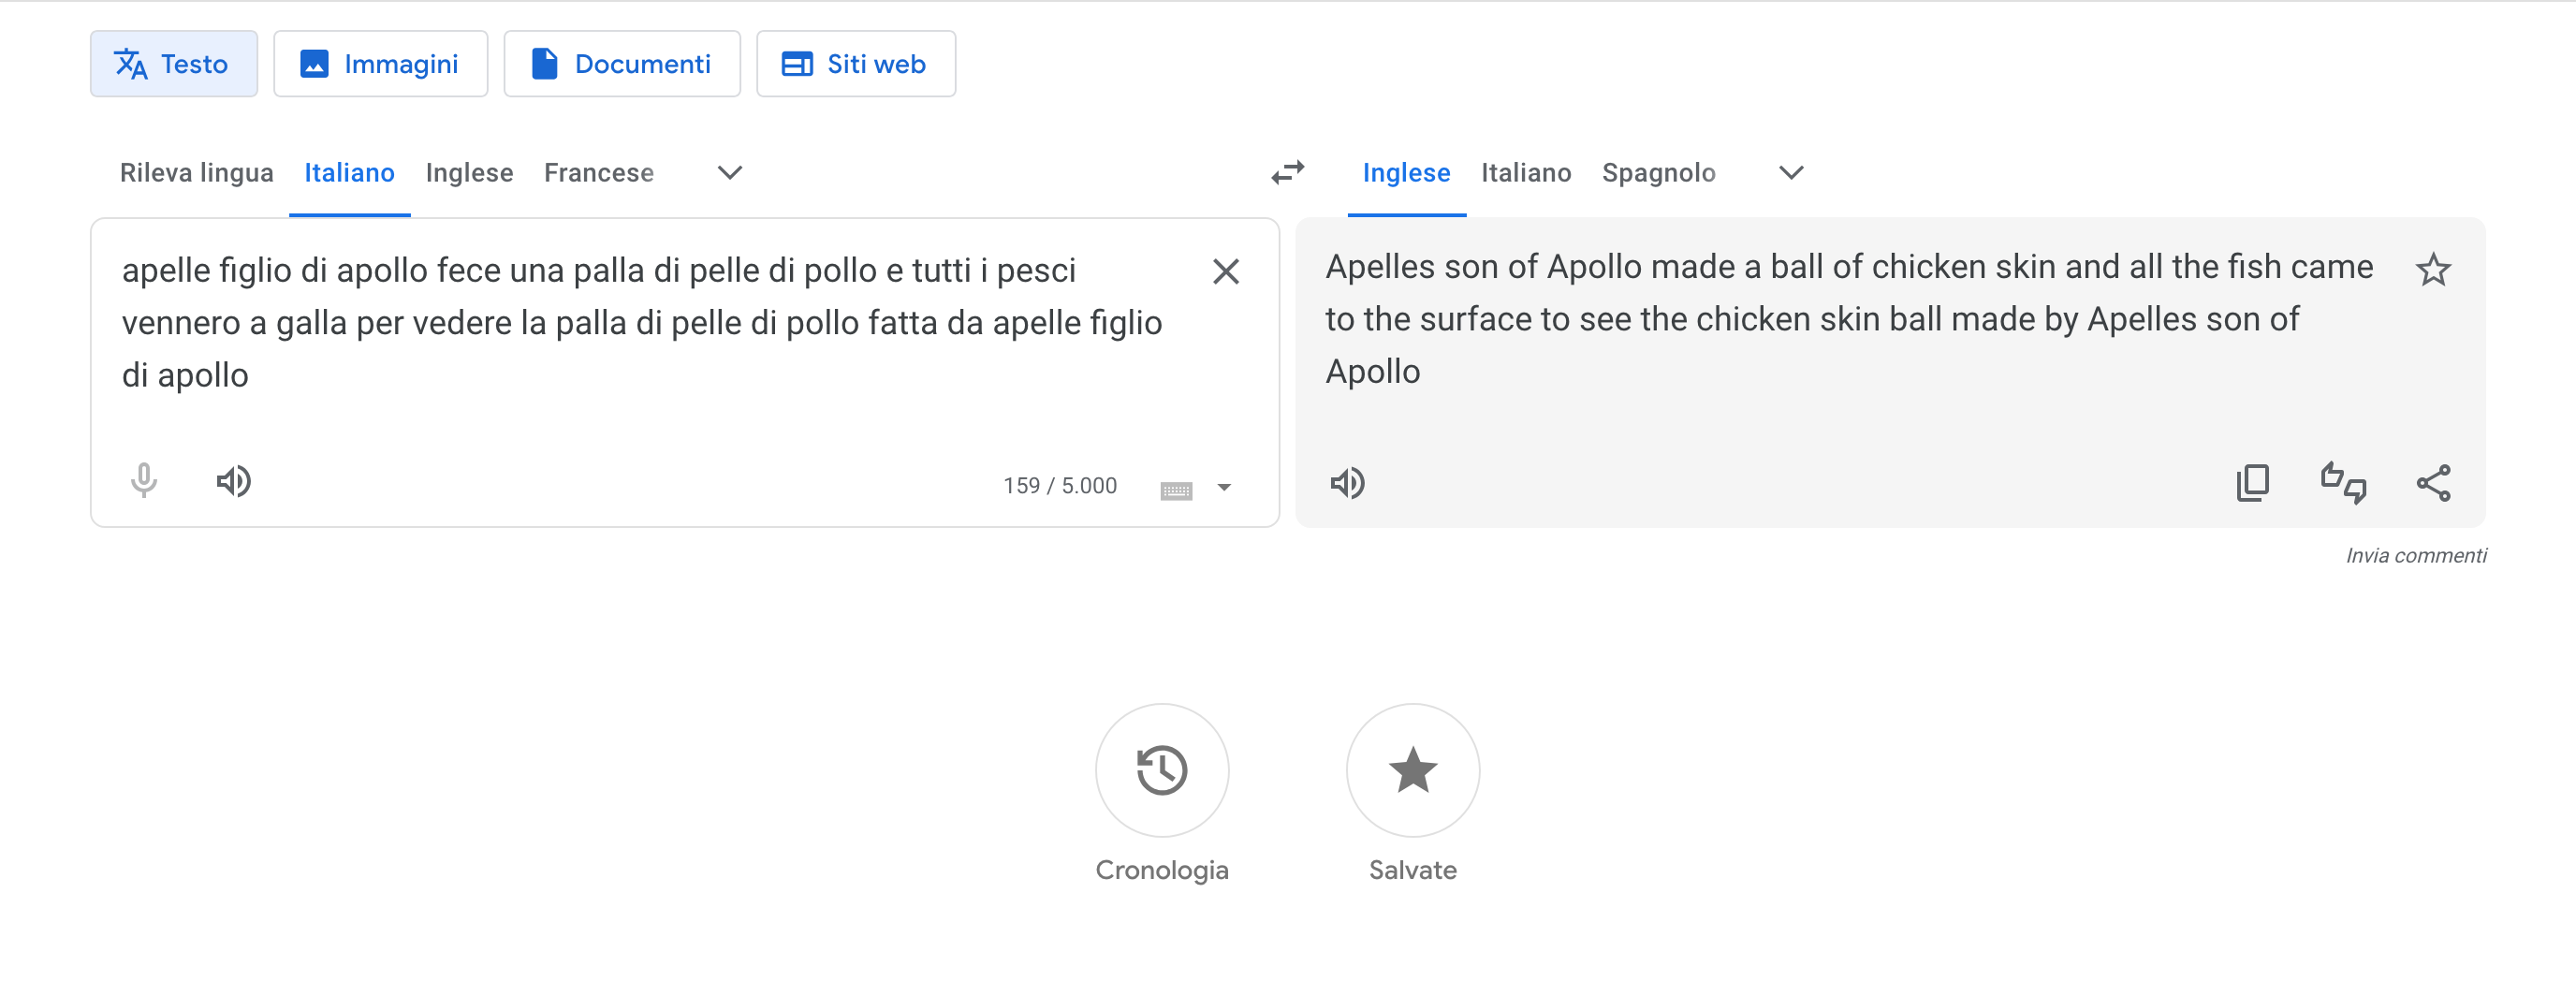 Testo Immagini Documenti Siti web
Rileva lingua Italiano Inglese Francese Inglese Italiano Spagnolo
apelle figlio di apollo fece una palla di pelle di pollo e tutti i pesci
vennero a galla per vedere la palla di pelle di pollo fatta da apelle figlio
di apollo
159 / 5.000
Apelles son of Apollo made a ball of chicken skin and all the fish came
to the surface to see the chicken skin ball made by Apelles son of
Apollo
Invia commenti
Cronologia Salvate